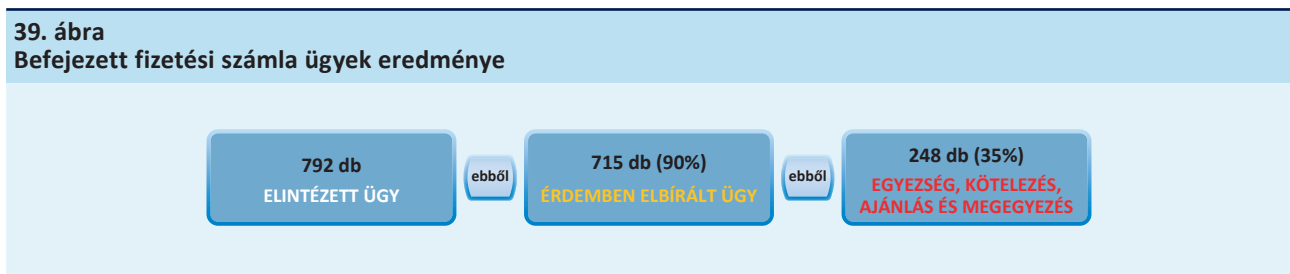 39. ábra
Befejezett fizetési számla ügyek eredménye
792 db
ELINTÉZETT ÜGY
ebből
715 db (90%)
ÉRDEMBEN ELBÍRÁLT ÜGY
ebből
248 db (35%)
EGYEZSÉG, KÖTELEZÉS,
AJÁNLÁS ÉS MEGEGYEZÉS